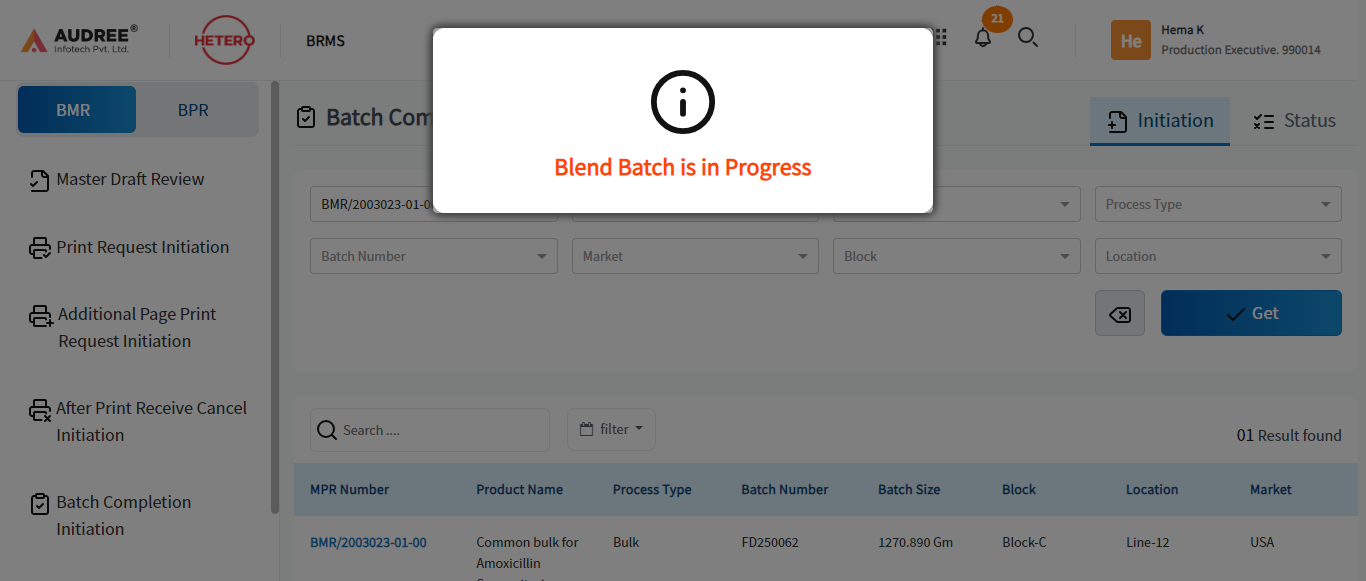 AUDREE®
Infotech Pvt. Ltd.
HETERO
BRMS
21
He
Hema K
Production Executive. 990014
BMR
BPR
Master Draft Review
Print Request Initiation
Additional Page Print
Request Initiation
After Print Receive Cancel
Initiation
Batch Completion
Initiation
Batch Com
Initiation
Status
Blend Batch is in Progress
BMR/2003023-01-0
Process Type
Batch Number
Market
Block
Location
Get
Search ....
filter
01 Result found
MPR Number
Product Name
Process Type
Batch Number
Batch Size
Block
Location
Market
BMR/2003023-01-00
Common bulk for
Amoxicillin
Bulk
FD250062
1270.890 Gm
Block-C
Line-12
USA